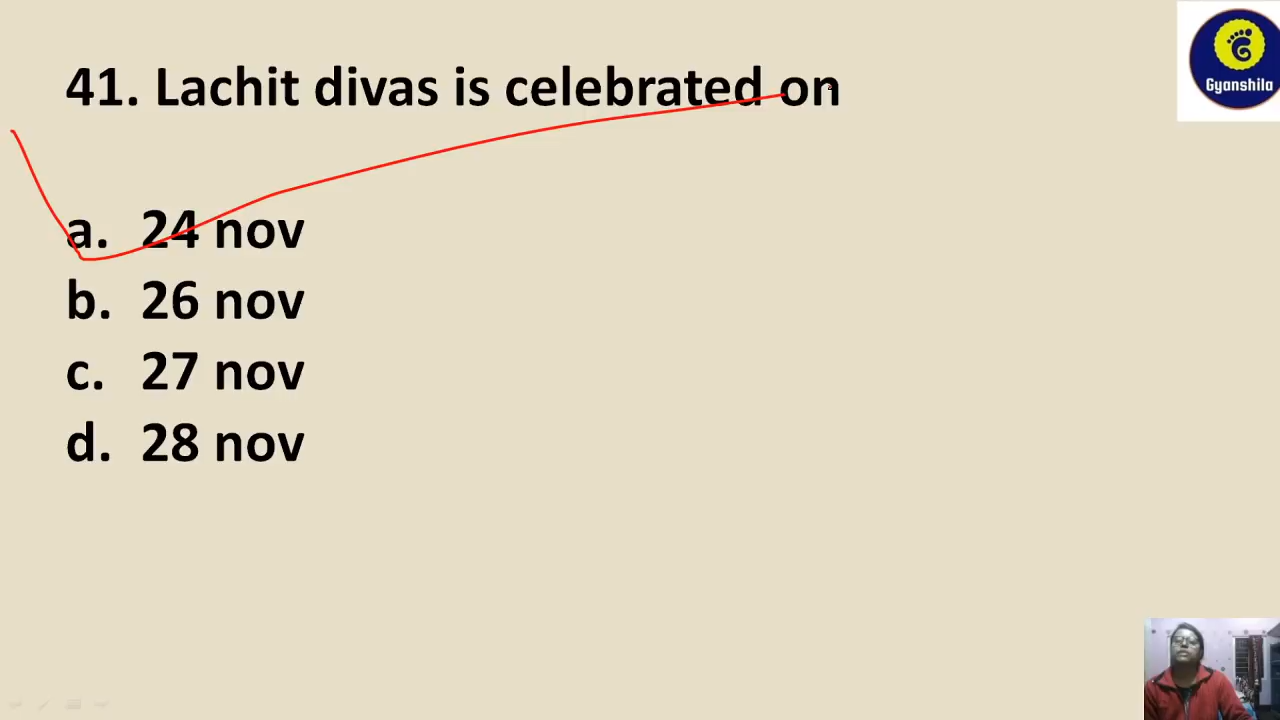 41. Lachit divas is celebrated on
a. 24 nov
b. 26 nov
c. 27 nov
d. 28 nov
Gyanshila